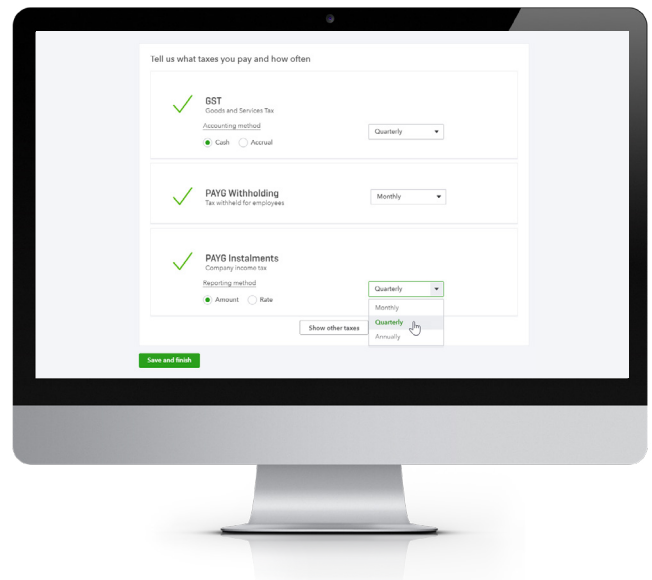 Tell us what taxes you pay and how often
GST
Goods and Services Tax
Accounting method
Quarterly
Cash Accrual
PAYG Withholding
Tax withheld for employees
Monthly
PAYG Instalments
Company income tax
Reporting method
Quarterly
Amount Rate
Monthly
Quarterly
Annually
Show other taxes
Save and finish